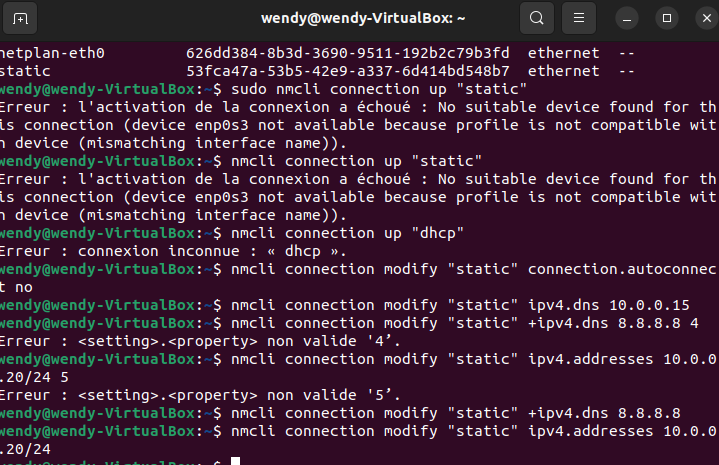 wendy@wendy-VirtualBox: ~
netplan-eth0 626dd384-8b3d-3690-9511-192b2c79b3fd ethernet --
static 53fca47a-53b5-42e9-a337-6d414bd548b7 ethernet --
wendy@wendy-VirtualBox:~$ sudo nmcli connection up "static"
Erreur : l'activation de la connexion a échoué : No suitable device found for th
is connection (device enp0s3 not available because profile is not compatible wit
h device (mismatching interface name)).
wendy@wendy-VirtualBox:~$ nmcli connection up "static"
Erreur : l'activation de la connexion a échoué : No suitable device found for th
is connection (device enp0s3 not available because profile is not compatible wit
h device (mismatching interface name)).
wendy@wendy-VirtualBox:~$ nmcli connection up "dhcp"
Erreur : connexion inconnue : « dhcp ».
wendy@wendy-VirtualBox:~$ nmcli connection modify "static" connection.autoconnec
t no
wendy@wendy-VirtualBox:~$ nmcli connection modify "static" ipv4.dns 10.0.0.15
wendy@wendy-VirtualBox:~$ nmcli connection modify "static" +ipv4.dns 8.8.8.8 4
Erreur : <setting>.<property> non valide '4’.
wendy@wendy-VirtualBox:~$ nmcli connection modify "static" ipv4.addresses 10.0.0
.20/24 5
Erreur : <setting>.<property> non valide '5’.
wendy@wendy-VirtualBox:~$ nmcli connection modify "static" +ipv4.dns 8.8.8.8
wendy@wendy-VirtualBox:~$ nmcli connection modify "static" ipv4.addresses 10.0.0
.20/24